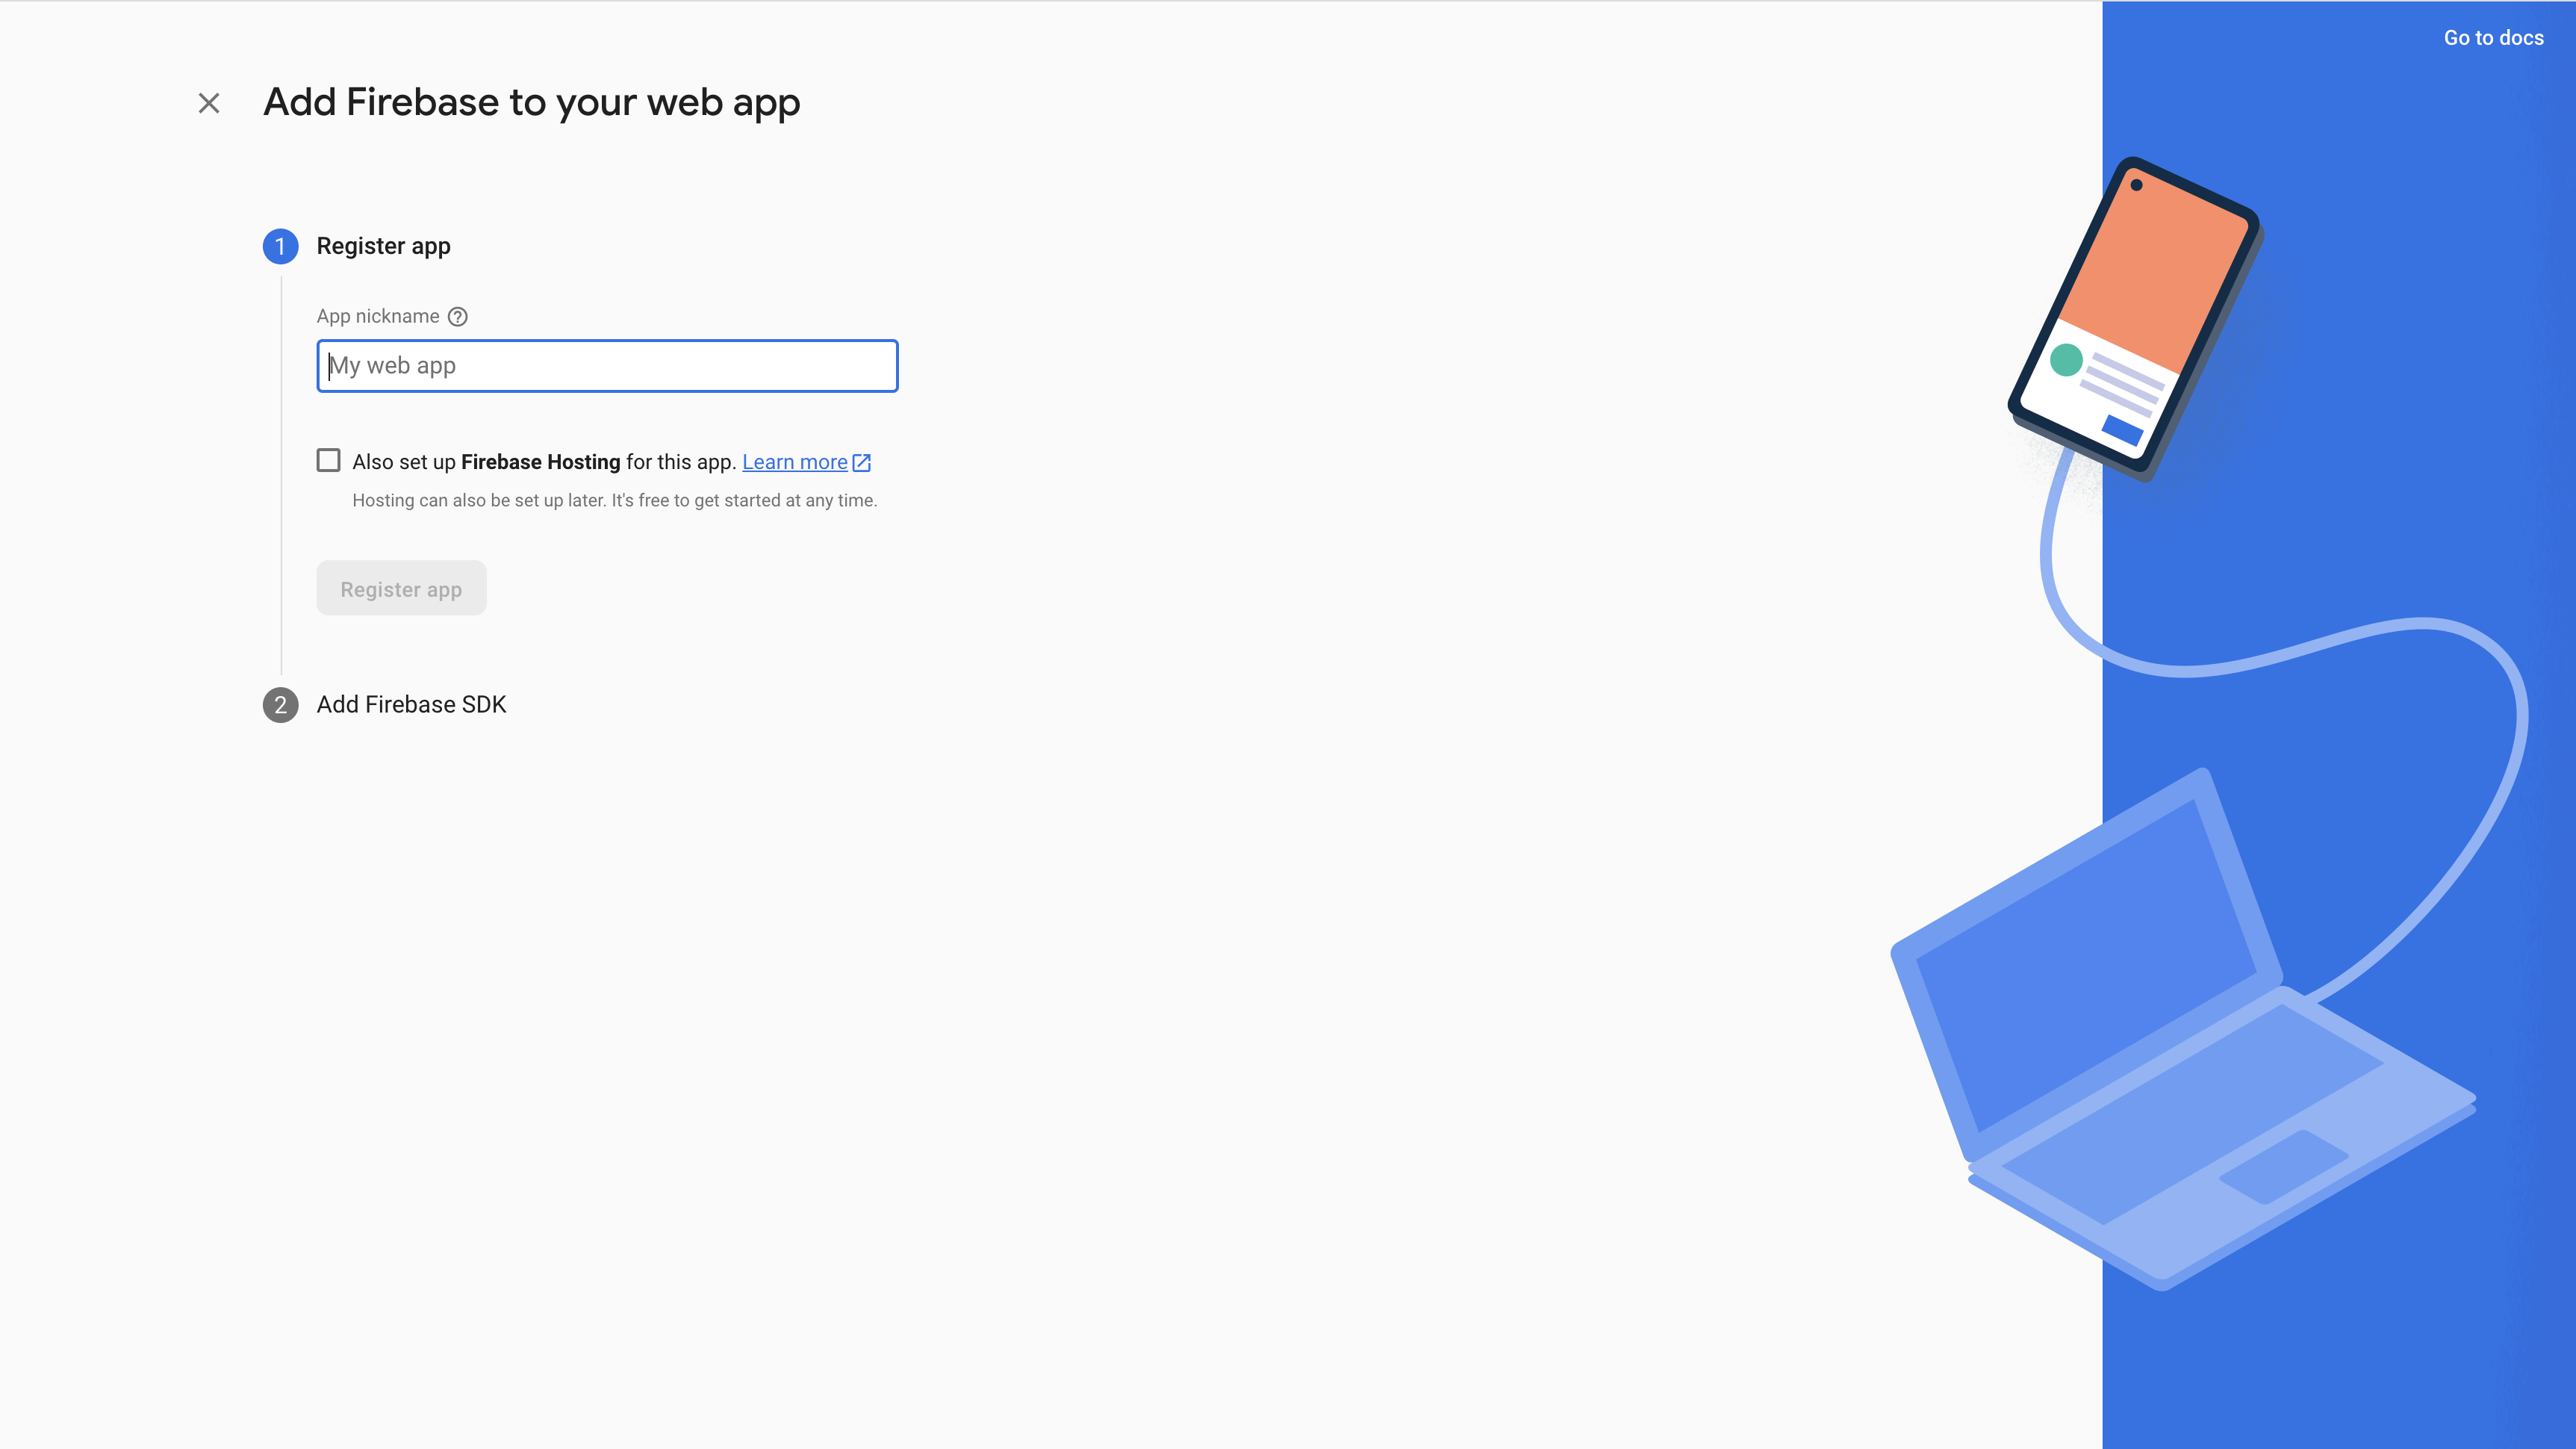 Go to docs
Add Firebase to your web app
1 Register app
App nickname
My web app
Also set up Firebase Hosting for this app. Learn more
Hosting can also be set up later. It's free to get started at any time.
Register app
2 Add Firebase SDK